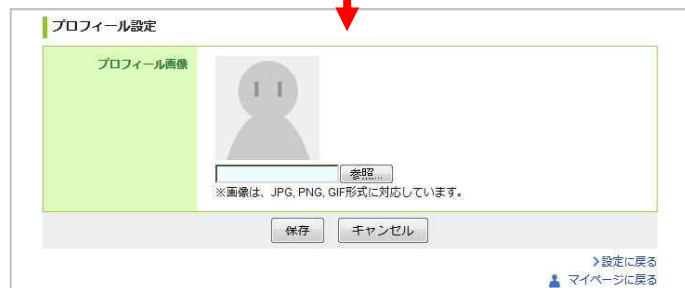 プロフィール設定
プロフィール画像
参照...
※画像は、JPG, PNG, GIF形式に対応しています。
保存 キャンセル
>設定に戻る
マイページに戻る